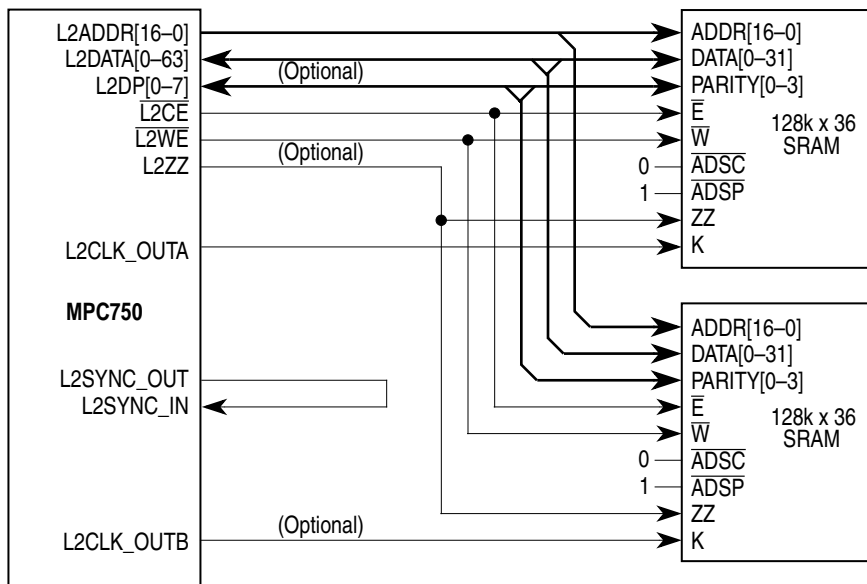 L2ADDR[16–0]
L2DATA[0–63]
(Optional)
L2DP[0–7]
L2CE
L2WE
(Optional)
L2ZZ
L2CLK_OUTA
MPC750
L2SYNC_OUT
L2SYNC_IN
(Optional)
L2CLK_OUTB
ADDR[16–0]
DATA[0–31]
PARITY[0–3]
E
128k x 36
W
SRAM
0
ADSC
1
ADSP
ZZ
K
ADDR[16–0]
DATA[0–31]
PARITY[0–3]
E
128k x 36
W
SRAM
0
ADSC
1
ADSP
ZZ
K